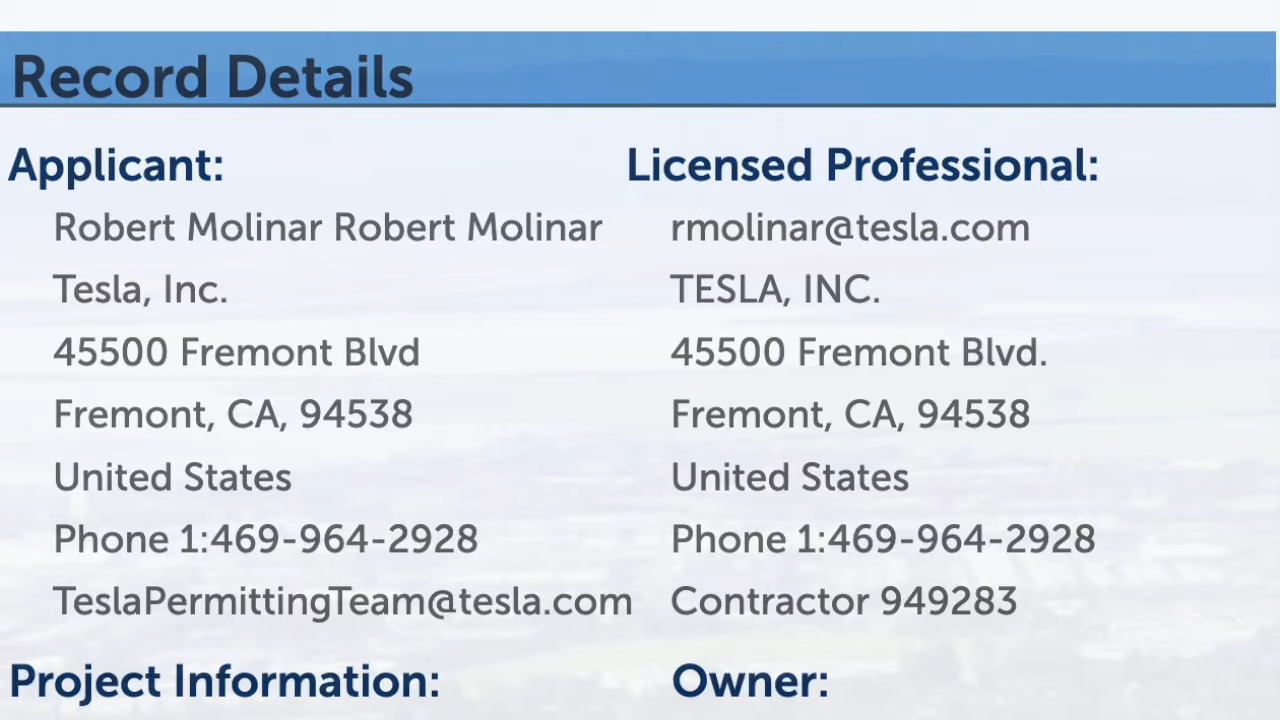 Record Details
Applicant:
Robert Molinar Robert Molinar
Tesla, Inc.
45500 Fremont Blvd
Fremont, CA, 94538
United States
Phone 1:469-964-2928
TeslaPermittingTeam@tesla.com
Licensed Professional:
rmolinar@tesla.com
TESLA, INC.
45500 Fremont Blvd.
Fremont, CA, 94538
United States
Phone 1:469-964-2928
Contractor 949283
Project Information:
Owner: